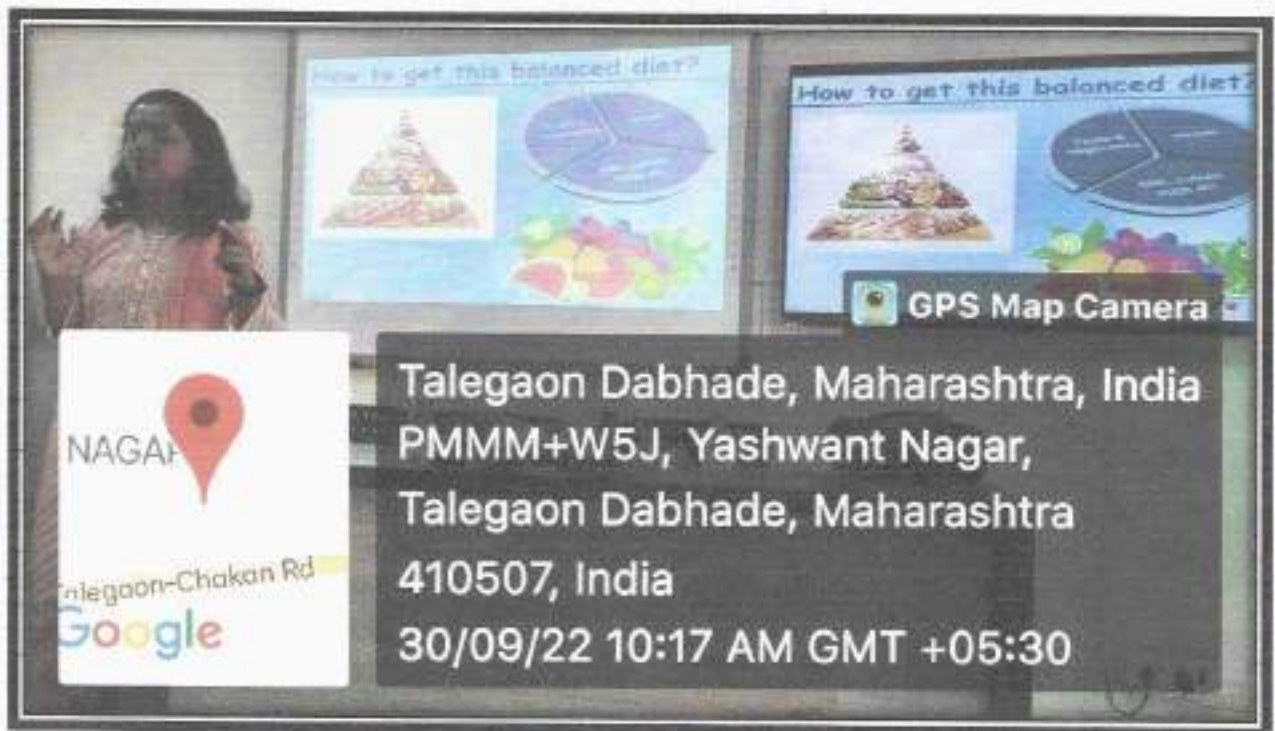 How to get this balanced diet?
How to get this balanced diet?
GPS Map Camera
NAGAR
Talegaon-Chakan Rd
Google
Talegaon Dabhade, Maharashtra, India
PMMM+W5J, Yashwant Nagar,
Talegaon Dabhade, Maharashtra
410507, India
30/09/22 10:17 AM GMT +05:30